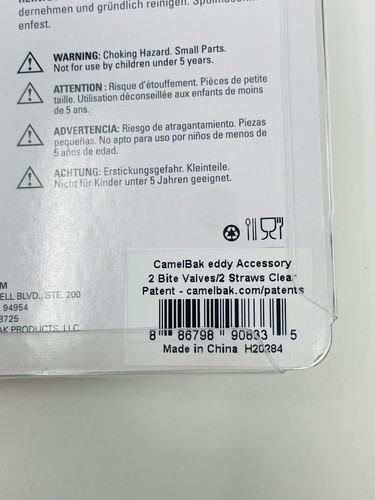 dernehmen und gründlich reinigen.
enfest.
WARNING: Choking Hazard. Small Parts.
Not for use by children under 5 years.
ATTENTION : Risque d'étouffement. Pièces de petite
taille. Utilisation déconseillée aux enfants de moins
de 5 ans.
ADVERTENCIA: Riesgo de atragantamiento. Piezas
pequeñas. No apto para uso por niños de menos de
5 años de edad.
ACHTUNG: Erstickungsgefahr. Kleinteile.
Nicht für Kinder unter 5 Jahren geeignet.
CamelBak eddy Accessory
2 Bite Valves/2 Straws Clear
Patent - camelbak.com/patents
M
ELL BLVD., STE. 200
94954
8725
AK PRODUCTS, LLC.
8 86798 90833 5
Made in China H20284